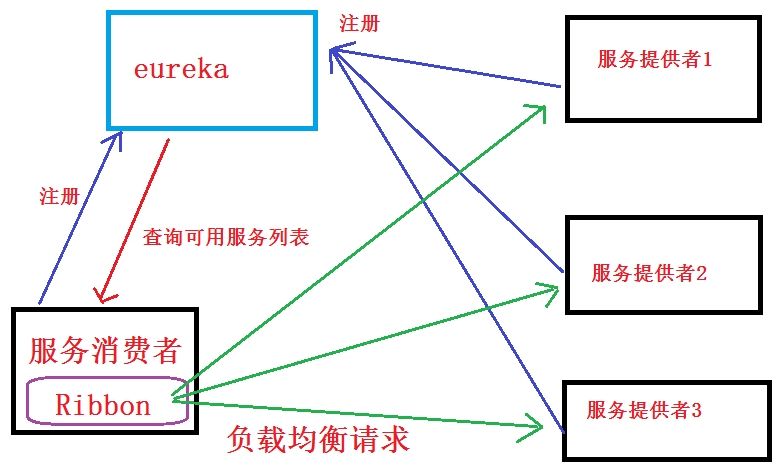 注册
eureka
服务提供者1
注册
查询可用服务列表
服务提供者2
服务消费者
Ribbon
服务提供者3
负载均衡请求